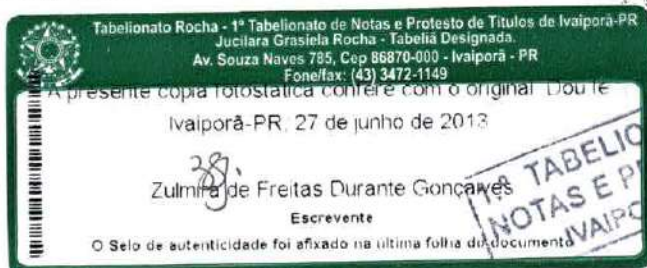 Tabelionato Rocha - 1º Tabelionato de Notas e Protesto de Títulos de Ivaiporã-PR
Jucilara Grasiela Rocha - Tabeliã Designada.
Av. Souza Naves 785, Cep 86870-000 - Ivaiporã - PR
Fone/fax: (43) 3472-1149
A presente cópia fotostática confere com o original. Dou fé
Ivaiporã-PR, 27 de junho de 2013
Zulmira de Freitas Durante Gonçalves
Escrevente
O Selo de autenticidade foi afixado na última folha do documento
1.ª TABELIO
NOTAS E P
IVAIPO